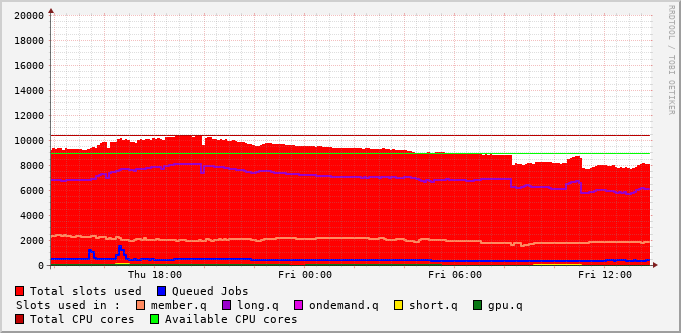 20000
18000
16000
14000
12000
10000
8000
6000
4000
2000
0
Thu 18:00 Fri 00:00 Fri 06:00 Fri 12:00
Total slots used Queued Jobs
Slots used in : member.q long.q ondemand.q short.q gpu.q
Total CPU cores Available CPU cores
RRDTOOL / TOBI OETIKER